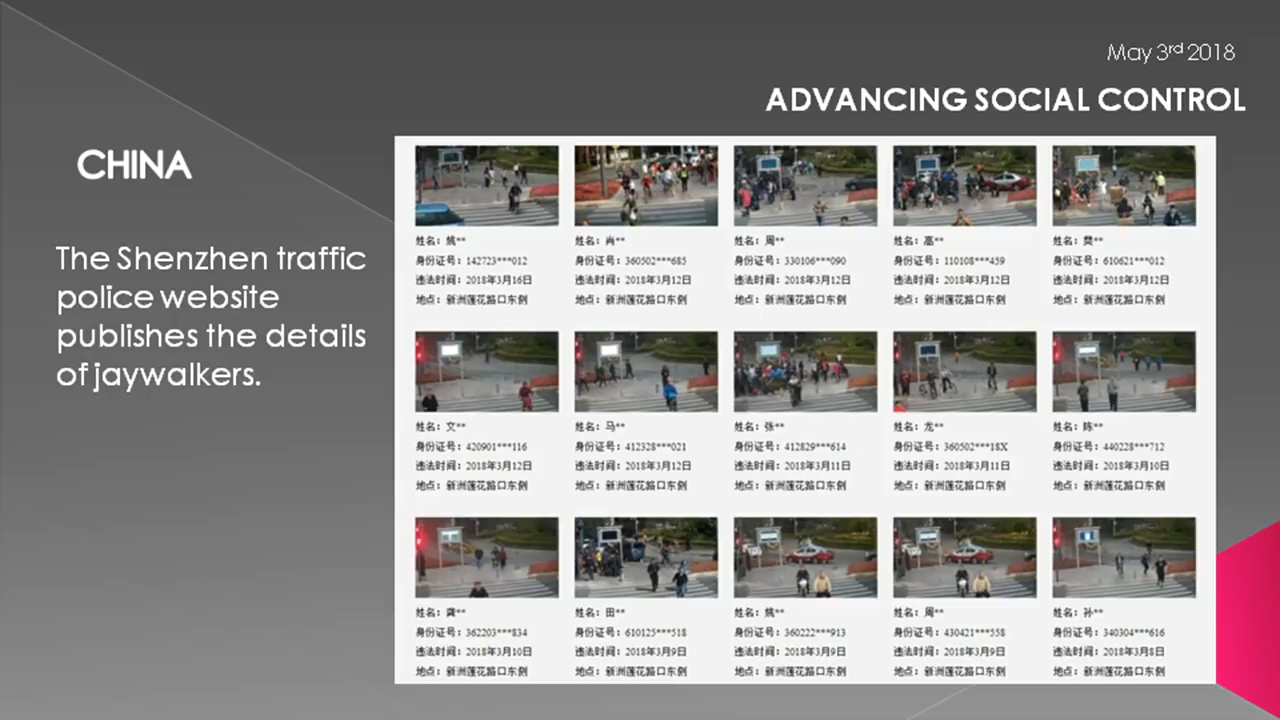 May 3rd 2018
ADVANCING SOCIAL CONTROL
CHINA
The Shenzhen traffic
police website
publishes the details
of jaywalkers.
姓名：姚** 姓名：肖** 姓名：周** 姓名：高** 姓名：樊**
身份证号：142723***012 身份证号：360502***685 身份证号：330106***090 身份证号：110108***459 身份证号：610621***012
违法时间：2018年3月16日 违法时间：2018年3月12日 违法时间：2018年3月12日 违法时间：2018年3月12日 违法时间：2018年3月12日
地点：新洲莲花路口东侧 地点：新洲莲花路口东侧 地点：新洲莲花路口东侧 地点：新洲莲花路口东侧 地点：新洲莲花路口东侧
姓名：文** 姓名：马** 姓名：张** 姓名：龙** 姓名：陈**
身份证号：420901***116 身份证号：412328***021 身份证号：412829***614 身份证号：360502***18X 身份证号：440228***712
违法时间：2018年3月12日 违法时间：2018年3月12日 违法时间：2018年3月11日 违法时间：2018年3月11日 违法时间：2018年3月10日
地点：新洲莲花路口东侧 地点：新洲莲花路口东侧 地点：新洲莲花路口东侧 地点：新洲莲花路口东侧 地点：新洲莲花路口东侧
姓名：龚** 姓名：田** 姓名：姚** 姓名：周** 姓名：孙**
身份证号：362203***834 身份证号：610125***518 身份证号：360222***913 身份证号：430421***558 身份证号：340304***616
违法时间：2018年3月10日 违法时间：2018年3月9日 违法时间：2018年3月9日 违法时间：2018年3月9日 违法时间：2018年3月8日
地点：新洲莲花路口东侧 地点：新洲莲花路口东侧 地点：新洲莲花路口东侧 地点：新洲莲花路口东侧 地点：新洲莲花路口东侧